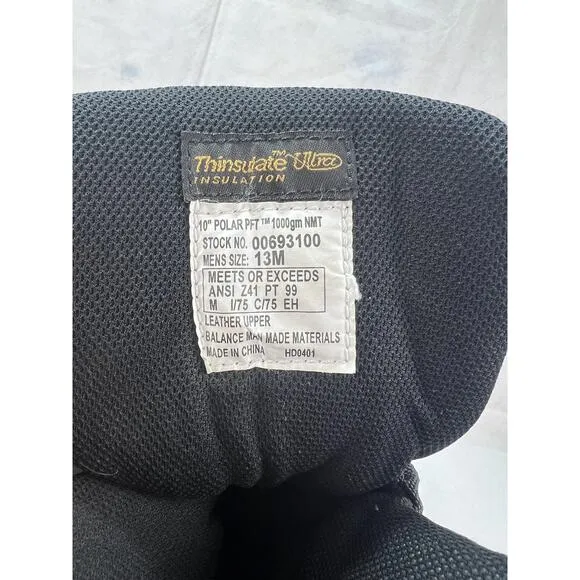 Thinsulate™ Ultra
INSULATION
10" POLAR PFT™ 1000gm NMT
STOCK NO. 00693100
MENS SIZE: 13M
MEETS OR EXCEEDS
ANSI Z41 PT 99
M I/75 C/75 EH
LEATHER UPPER
BALANCE MAN MADE MATERIALS
MADE IN CHINA HD0401